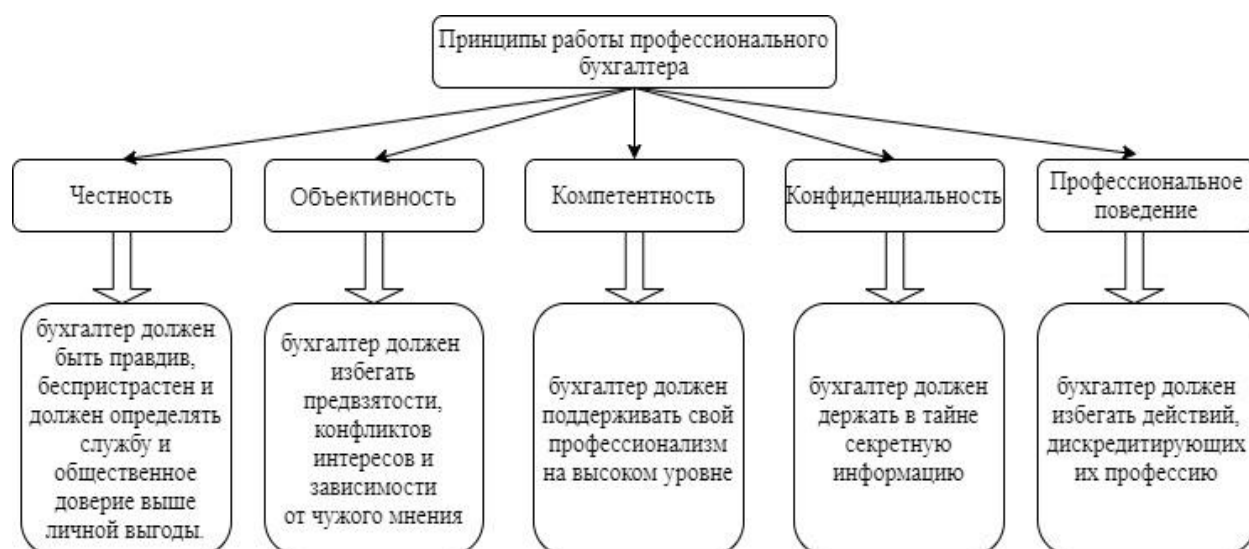 Принципы работы профессионального
бухгалтера
Честность
Объективность
Компетентность
Конфиденциальность
Профессиональное
поведение
бухгалтер должен
быть правдив,
беспристрастен и
должен определять
службу и
общественное
доверие выше
личной выгоды.
бухгалтер должен
избегать
предвзятости,
конфликтов
интересов и
зависимости
от чужого мнения
бухгалтер должен
поддерживать свой
профессионализм
на высоком уровне
бухгалтер должен
держать в тайне
секретную
информацию
бухгалтер должен
избегать действий,
дискредитирующих
их профессию